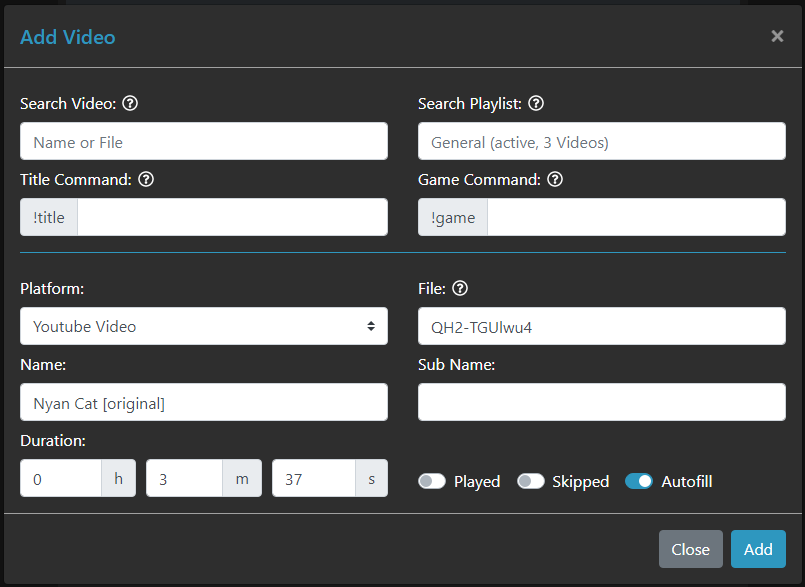 Add Video ×
Search Video: Search Playlist:
Name or File General (active, 3 Videos)
Title Command: Game Command:
!title !game
Platform: File:
Youtube Video QH2-TGUlwu4
Name: Sub Name:
Nyan Cat [original]
Duration:
0 h 3 m 37 s Played Skipped Autofill
Close Add